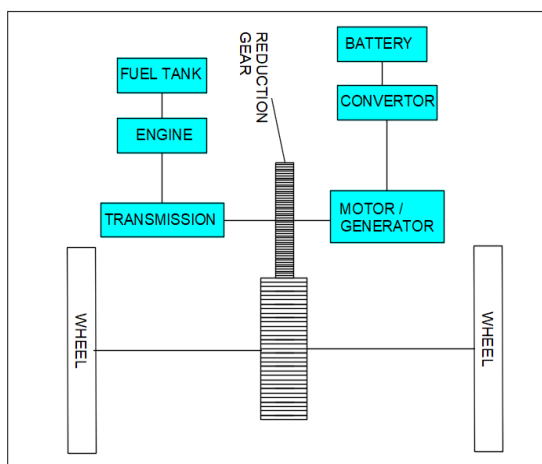 BATTERY
FUEL TANK
REDUCTION
GEAR
CONVERTOR
ENGINE
TRANSMISSION
MOTOR /
GENERATOR
WHEEL
WHEEL